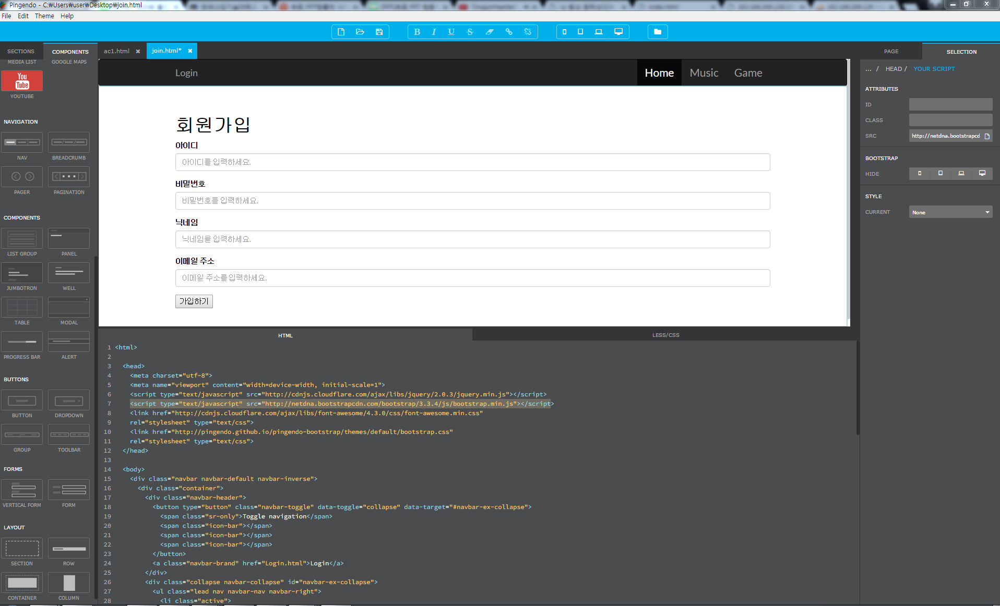 Pingendo - C:₩Users₩user₩Desktop₩join.html
File Edit Theme Help
B I U S
SECTIONS COMPONENTS
ac1.html ✖ join.html* ✖
PAGE SELECTION
MEDIA LIST GOOGLE MAPS
You Tube
YOUTUBE
NAVIGATION
NAV BREADCRUMB
PAGER PAGINATION
COMPONENTS
LIST GROUP PANEL
JUMBOTRON WELL
TABLE MODAL
PROGRESS BAR ALERT
BUTTONS
BUTTON DROPDOWN
GROUP TOOLBAR
FORMS
VERTICAL FORM FORM
LAYOUT
SECTION ROW
CONTAINER COLUMN
Login Home Music Game
회원가입
아이디
아이디를 입력하세요.
비밀번호
비밀번호를 입력하세요.
닉네임
닉네임을 입력하세요.
이메일 주소
이메일 주소를 입력하세요.
가입하기
HTML LESS/CSS
1 <html>
2
3 <head>
4 <meta charset="utf-8">
5 <meta name="viewport" content="width=device-width, initial-scale=1">
6 <script type="text/javascript" src="http://cdnjs.cloudflare.com/ajax/libs/jquery/2.0.3/jquery.min.js"></script>
7 <script type="text/javascript" src="http://netdna.bootstrapcdn.com/bootstrap/3.3.4/js/bootstrap.min.js"></script>
8 <link href="http://cdnjs.cloudflare.com/ajax/libs/font-awesome/4.3.0/css/font-awesome.min.css"
9 rel="stylesheet" type="text/css">
10 <link href="http://pingendo.github.io/pingendo-bootstrap/themes/default/bootstrap.css"
11 rel="stylesheet" type="text/css">
12 </head>
13
14 <body>
15 <div class="navbar navbar-default navbar-inverse">
16 <div class="container">
17 <div class="navbar-header">
18 <button type="button" class="navbar-toggle" data-toggle="collapse" data-target="#navbar-ex-collapse">
19 <span class="sr-only">Toggle navigation</span>
20 <span class="icon-bar"></span>
21 <span class="icon-bar"></span>
22 <span class="icon-bar"></span>
23 </button>
24 <a class="navbar-brand" href="Login.html">Login</a>
25 </div>
26 <div class="collapse navbar-collapse" id="navbar-ex-collapse">
27 <ul class="lead nav navbar-nav navbar-right">
28 <li class="active">
... / HEAD / YOUR SCRIPT
ATTRIBUTES
ID
CLASS
SRC http://netdna.bootstrapcd
BOOTSTRAP
HIDE
STYLE
CURRENT None